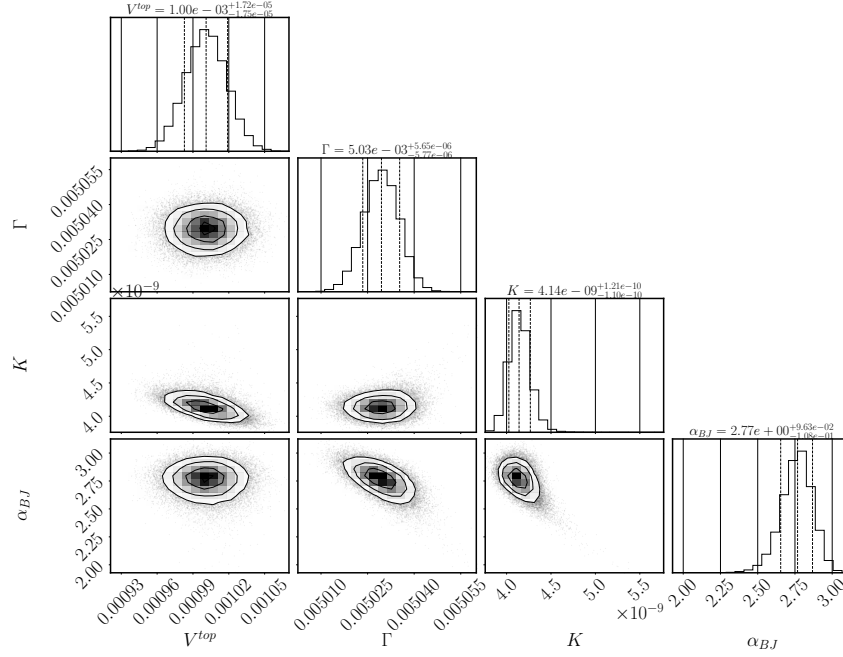 V^{top} = 1.00e − 03^{+1.72e−05}_{−1.75e−05}
Γ = 5.03e − 03^{+5.65e−06}_{−5.77e−06}
0.005055
0.005040
0.005025
0.005010
Γ
×10^{−9}
K = 4.14e − 09^{+1.21e−10}_{−1.10e−10}
5.5
5.0
4.5
4.0
K
α_{BJ} = 2.77e + 00^{+9.63e−02}_{−1.08e−01}
3.00
2.75
2.50
2.25
2.00
α_{BJ}
0.00093 0.00096 0.00099 0.00102 0.00105
0.005010 0.005025 0.005040 0.005055
4.0 4.5 5.0 5.5
×10^{−9}
2.00 2.25 2.50 2.75 3.00
V^{top} Γ K α_{BJ}